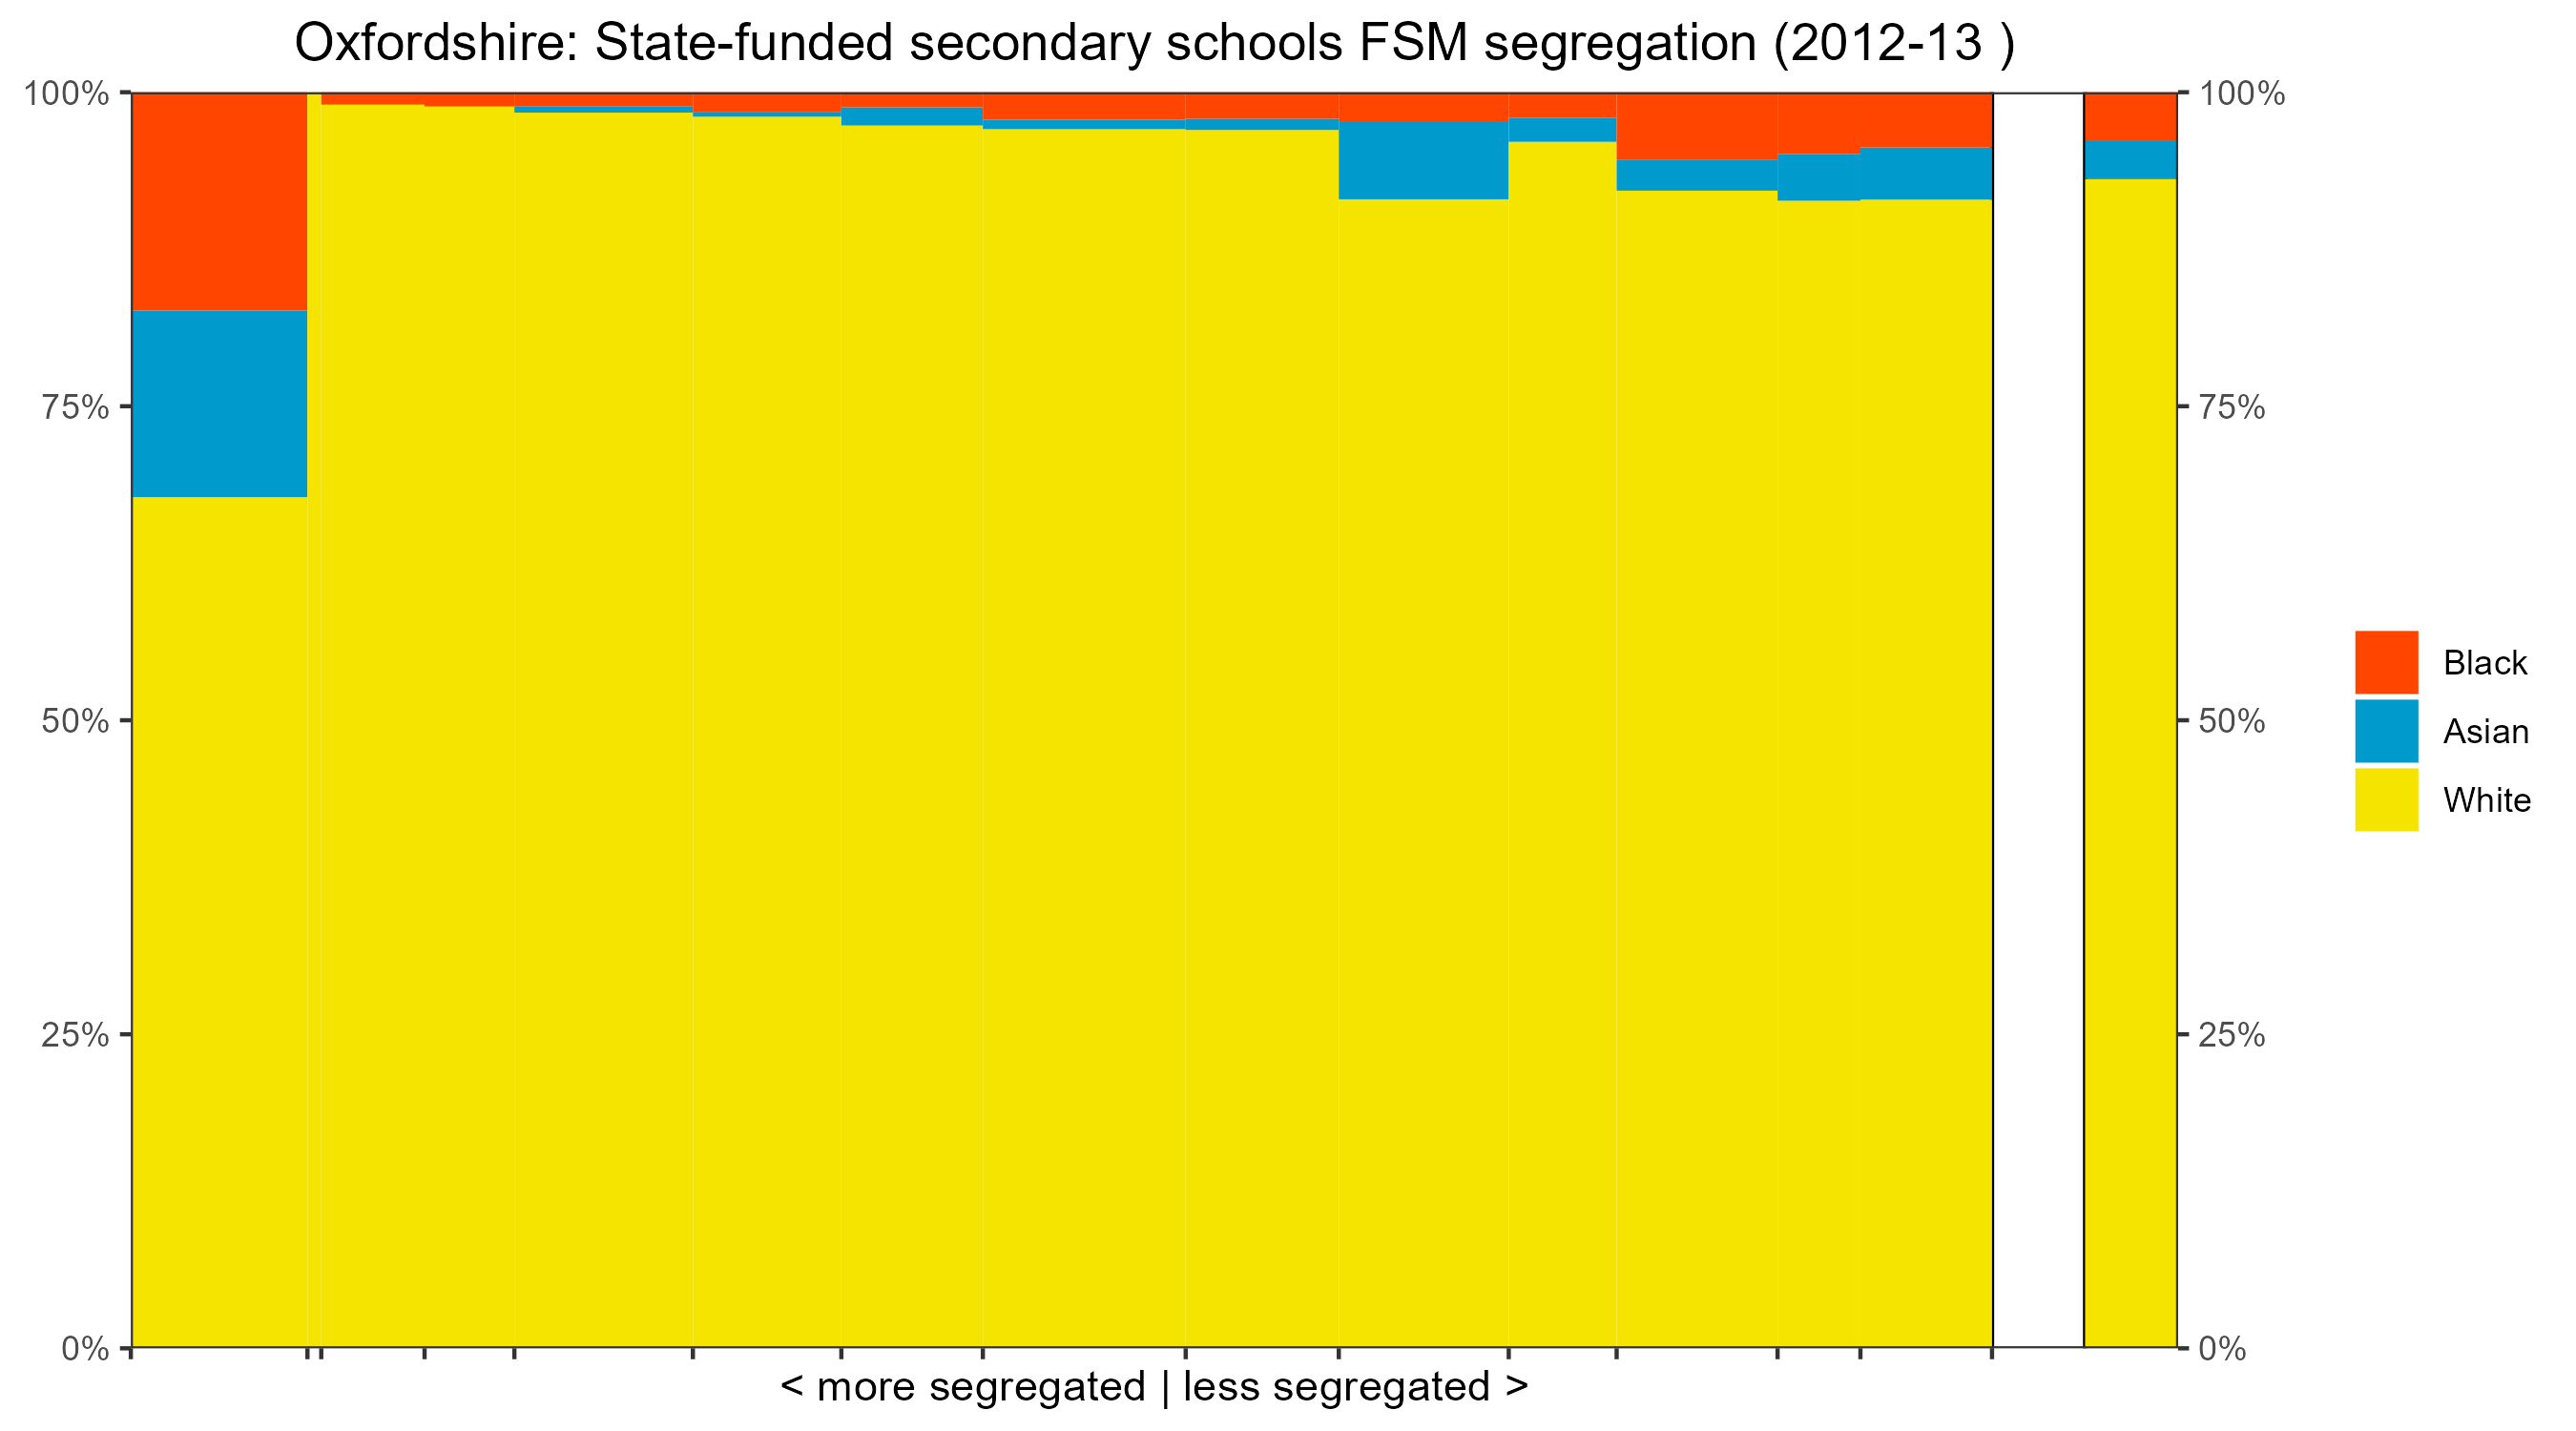 Oxfordshire: State-funded secondary schools FSM segregation (2012-13 )
100%
75%
50%
25%
0%
100%
75%
50%
25%
0%
Black
Asian
White
< more segregated | less segregated >